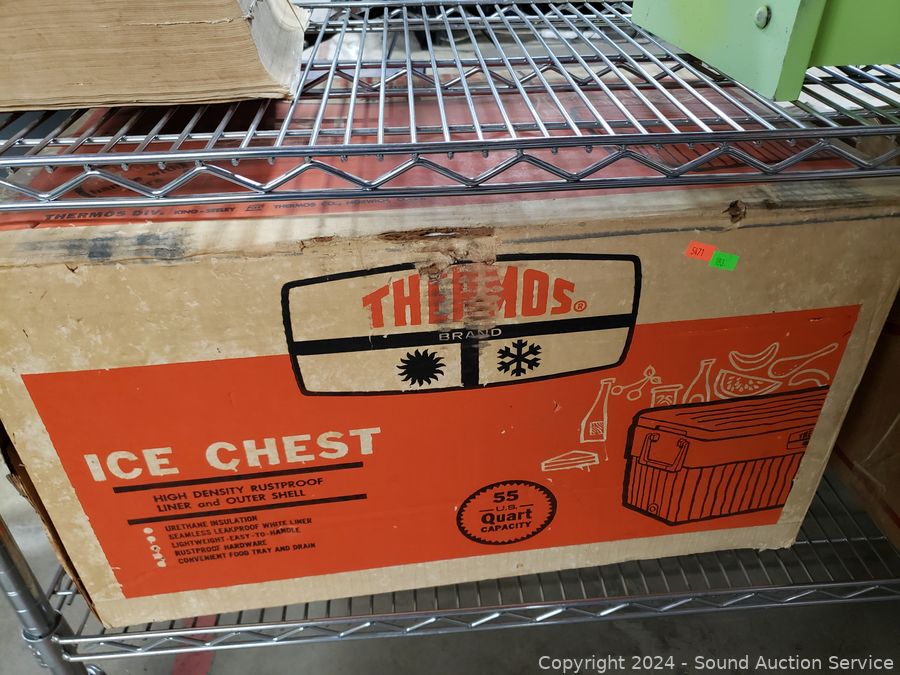 THERMOS DIV. KING-SEELEY THERMOS CO., NORWICH, C
THERMOS®
BRAND
5471
ICE CHEST
HIGH DENSITY RUSTPROOF
LINER and OUTER SHELL
URETHANE INSULATION
SEAMLESS LEAKPROOF WHITE LINER
LIGHTWEIGHT-EASY-TO-HANDLE
RUSTPROOF HARDWARE
CONVENIENT FOOD TRAY AND DRAIN
55
U.S.
Quart
CAPACITY
Copyright 2024 - Sound Auction Service